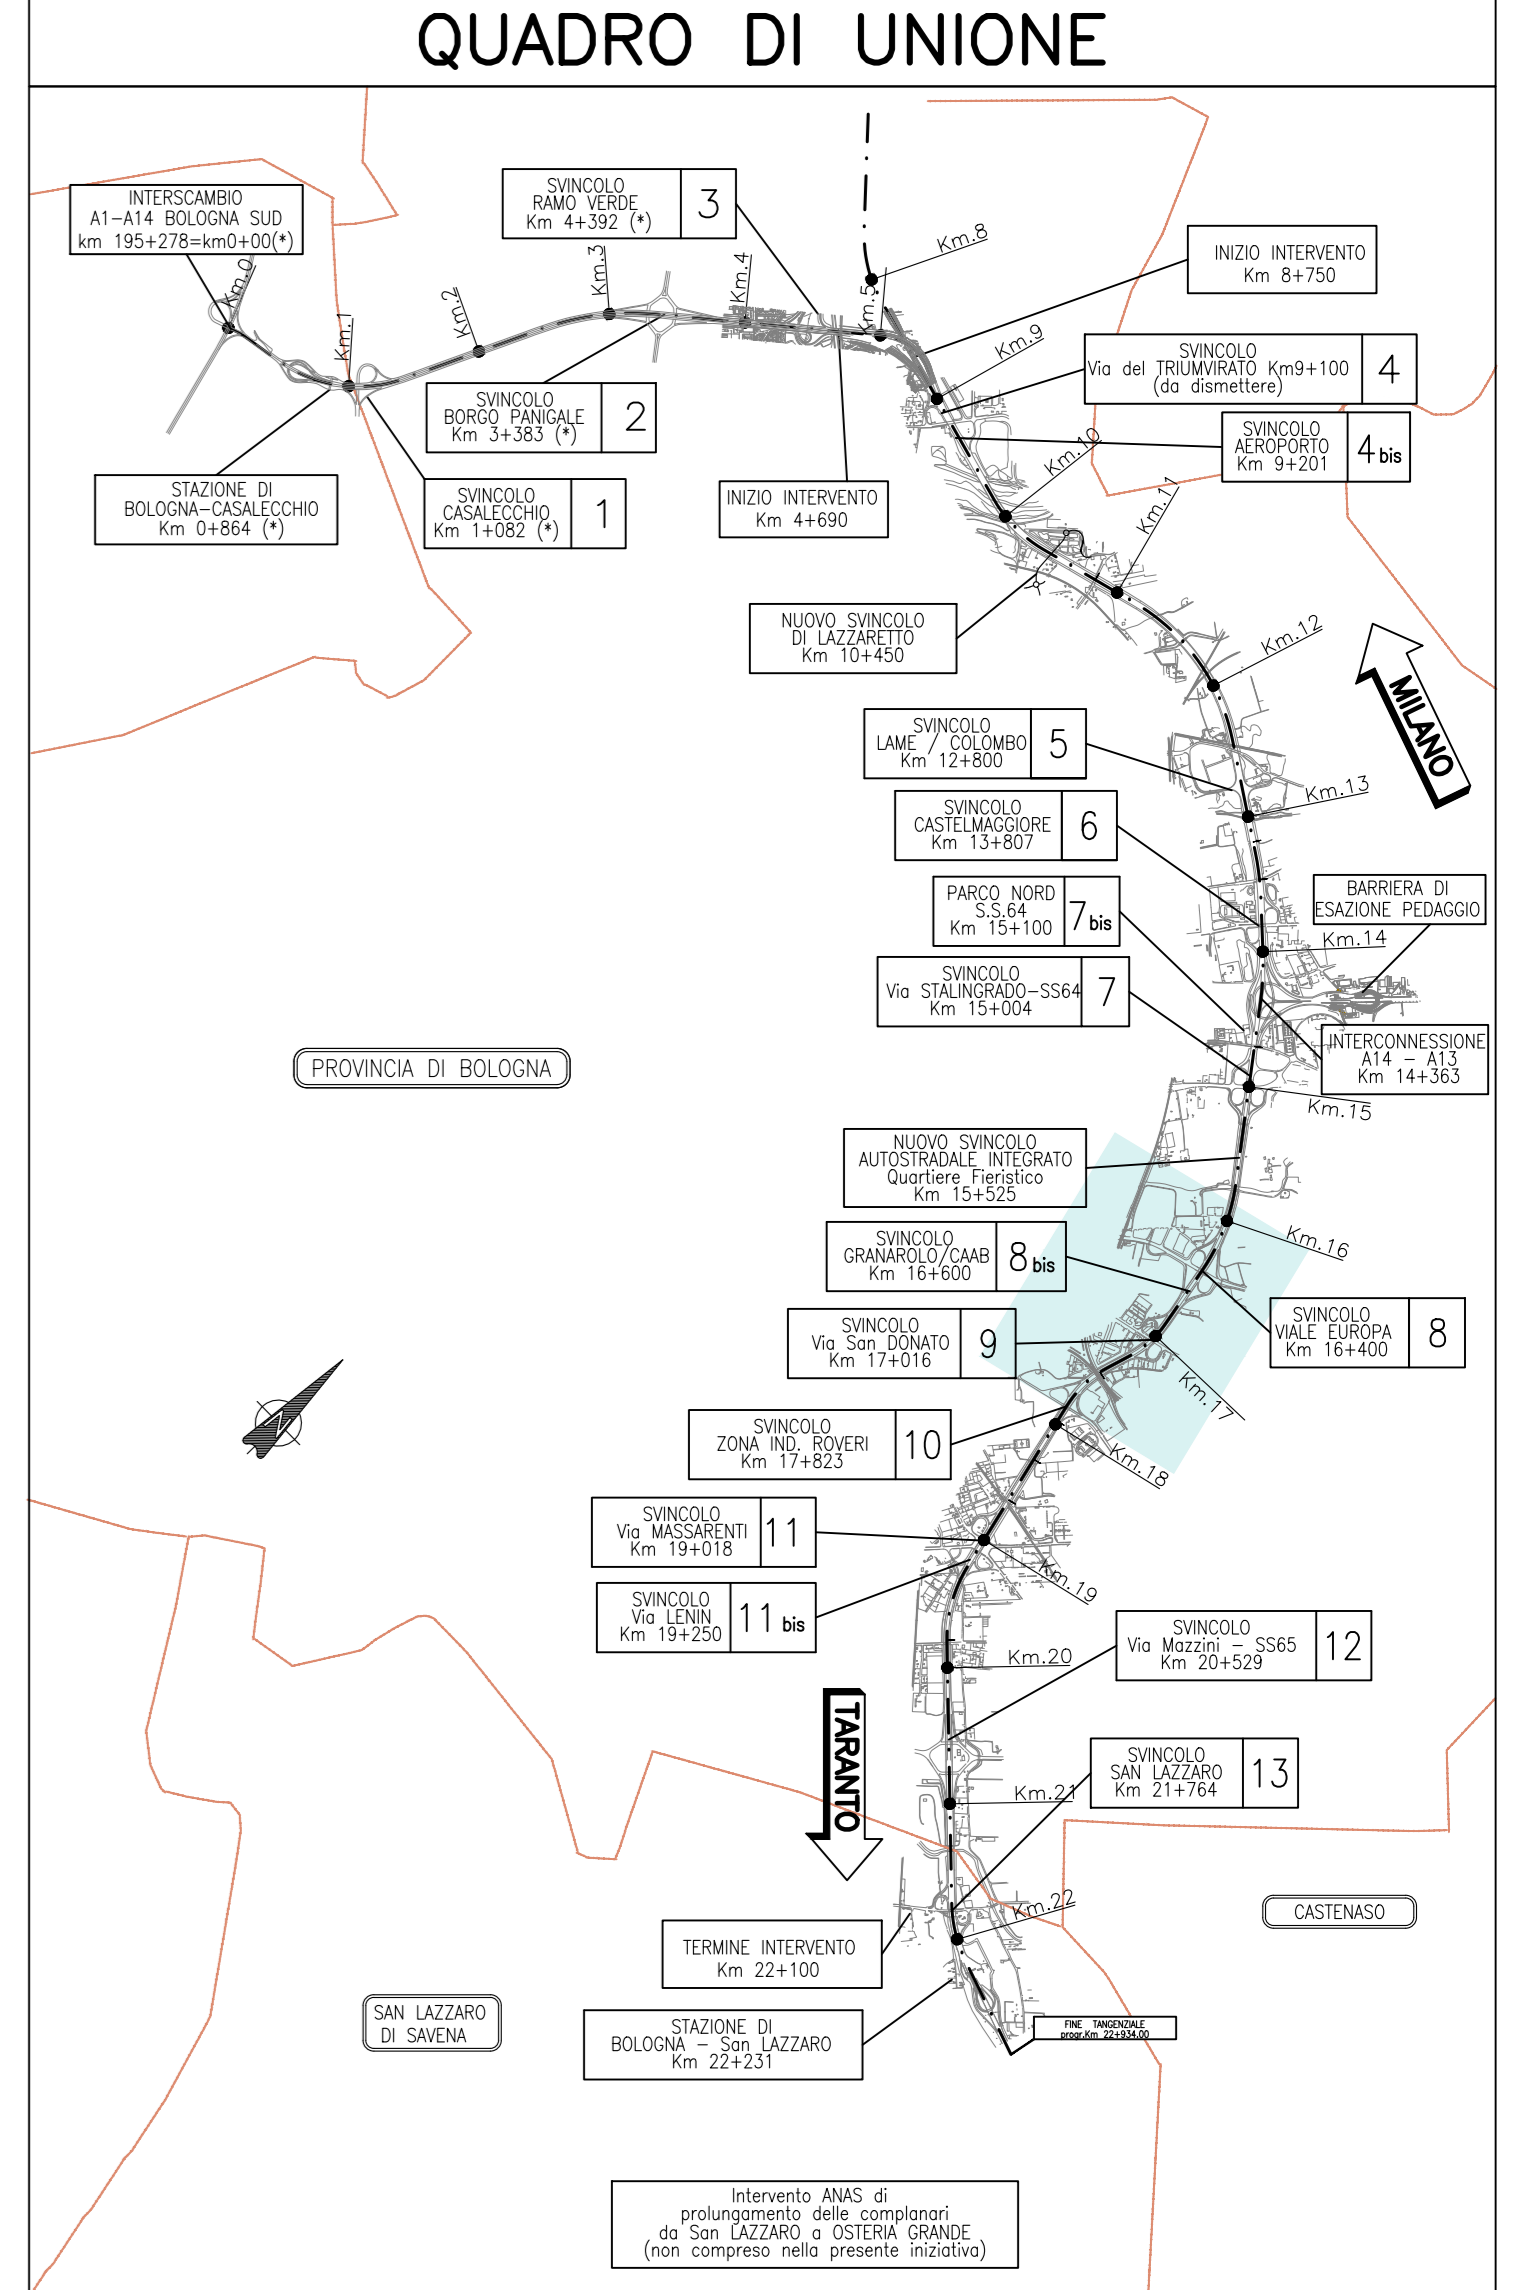 QUADRO DI UNIONE
INTERSCAMBIO
A1-A14 BOLOGNA SUD
km 195+278=km0+00(*)
SVINCOLO
RAMO VERDE
Km 4+392 (*)
3
Km.0
Km.1
Km.2
Km.3
Km.4
Km.5
Km.8
INIZIO INTERVENTO
Km 8+750
Km.9
SVINCOLO
Via del TRIUMVIRATO Km9+100
(da dismettere)
4
SVINCOLO
BORGO PANIGALE
Km 3+383 (*)
2
SVINCOLO
AEROPORTO
Km 9+201
4 bis
Km.10
STAZIONE DI
BOLOGNA-CASALECCHIO
Km 0+864 (*)
SVINCOLO
CASALECCHIO
Km 1+082 (*)
1
INIZIO INTERVENTO
Km 4+690
Km.11
NUOVO SVINCOLO
DI LAZZARETTO
Km 10+450
Km.12
MILANO
SVINCOLO
LAME / COLOMBO
Km 12+800
5
Km.13
SVINCOLO
CASTELMAGGIORE
Km 13+807
6
PARCO NORD
S.S.64
Km 15+100
7 bis
BARRIERA DI
ESAZIONE PEDAGGIO
Km.14
SVINCOLO
Via STALINGRADO-SS64
Km 15+004
7
INTERCONNESSIONE
A14 - A13
Km 14+363
PROVINCIA DI BOLOGNA
Km.15
NUOVO SVINCOLO
AUTOSTRADALE INTEGRATO
Quartiere Fieristico
Km 15+525
Km.16
SVINCOLO
GRANAROLO/CAAB
Km 16+600
8 bis
SVINCOLO
Via San DONATO
Km 17+016
9
SVINCOLO
VIALE EUROPA
Km 16+400
8
Km.17
N
SVINCOLO
ZONA IND. ROVERI
Km 17+823
10
Km.18
SVINCOLO
Via MASSARENTI
Km 19+018
11
Km.19
SVINCOLO
Via LENIN
Km 19+250
11 bis
SVINCOLO
Via Mazzini - SS65
Km 20+529
12
Km.20
TARANTO
SVINCOLO
SAN LAZZARO
Km 21+764
13
Km.21
Km.22
CASTENASO
TERMINE INTERVENTO
Km 22+100
SAN LAZZARO
DI SAVENA
STAZIONE DI
BOLOGNA - San LAZZARO
Km 22+231
FINE TANGENZIALE
progr.Km 22+934.00
Intervento ANAS di
prolungamento delle complanari
da San LAZZARO a OSTERIA GRANDE
(non compreso nella presente iniziativa)